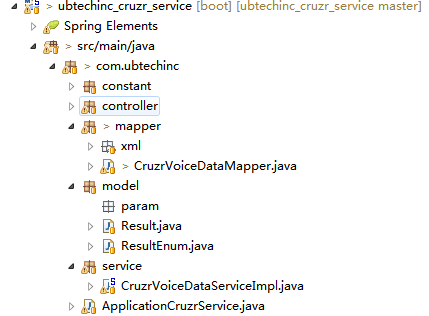 > ubtechinc_cruzr_service [boot] [ubtechinc_cruzr_service master]
Spring Elements
> src/main/java
> com.ubtechinc
constant
controller
> mapper
xml
> CruzrVoiceDataMapper.java
model
param
Result.java
ResultEnum.java
service
CruzrVoiceDataServiceImpl.java
ApplicationCruzrService.java